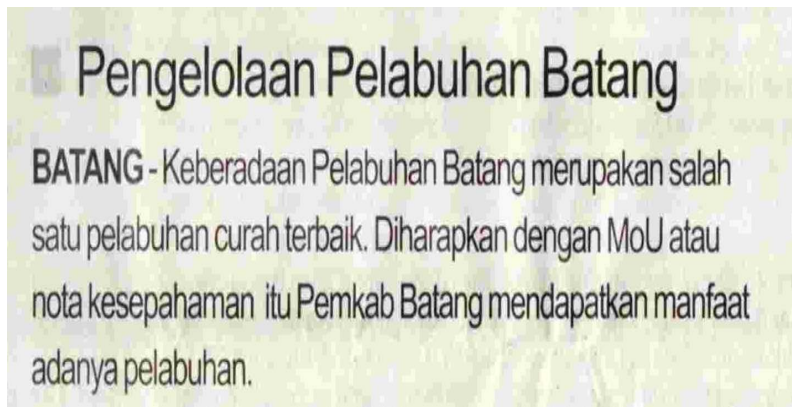 Pengelolaan Pelabuhan Batang
BATANG - Keberadaan Pelabuhan Batang merupakan salah
satu pelabuhan curah terbaik. Diharapkan dengan MoU atau
nota kesepahaman itu Pemkab Batang mendapatkan manfaat
adanya pelabuhan.